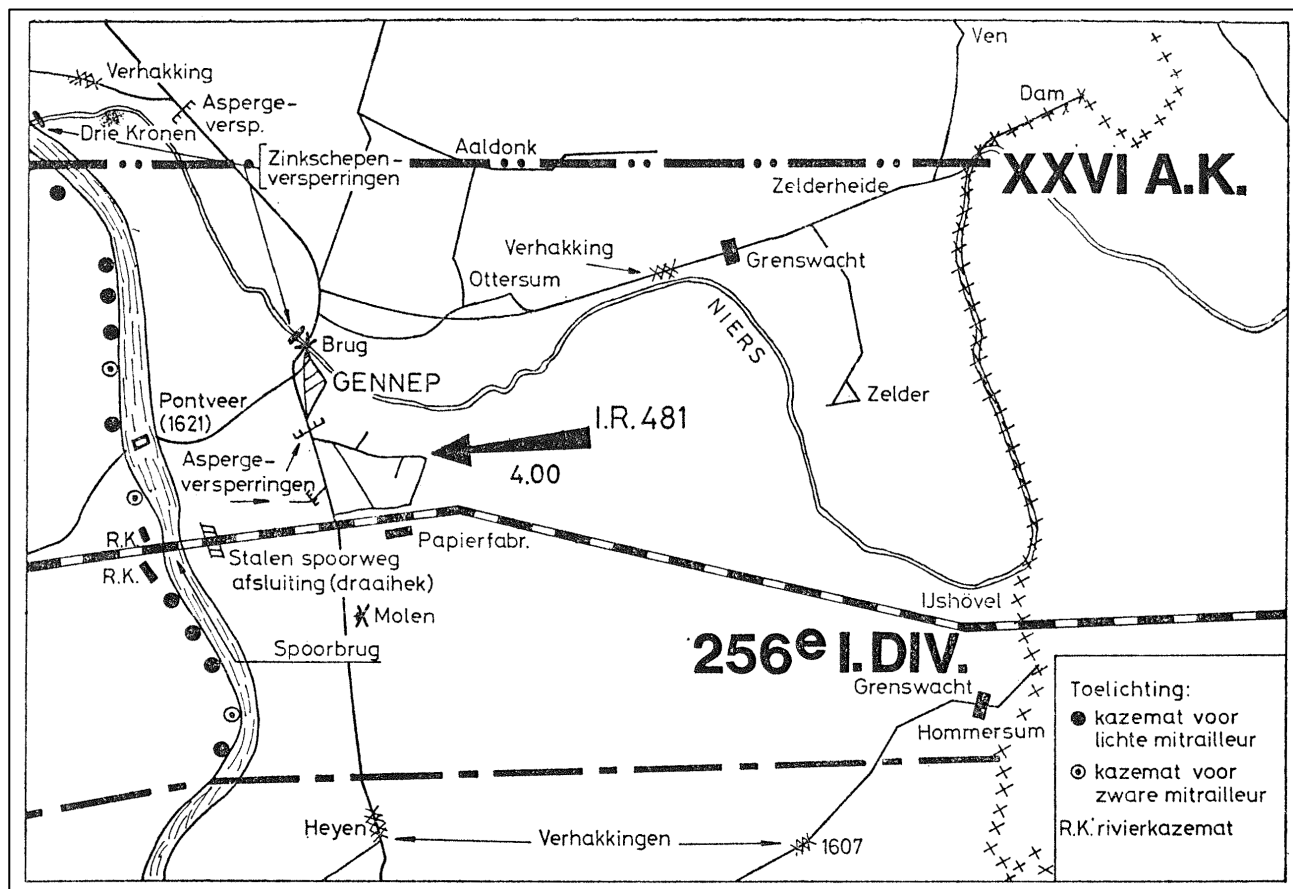 Ven
Verhakking
Dam
Asperge-
versp.
Drie Kronen
Zinkschepen-
versperringen
Aaldonk
Zelderheide
XXVI A.K.
Verhakking
Grenswacht
Ottersum
NIERS
Brug
GENNEP
Zelder
Pontveer
(1621)
I.R. 481
4.00
Asperge-
versperringen
R.K.
R.K.
Papierfabr.
Stalen spoorweg
afsluiting (draaihek)
IJshövel
Molen
Spoorbrug
256e I. DIV.
Grenswacht
Hommersum
Toelichting:
kazemat voor
lichte mitrailleur
kazemat voor
zware mitrailleur
R.K. rivierkazemat
Heyen
Verhakkingen
1607